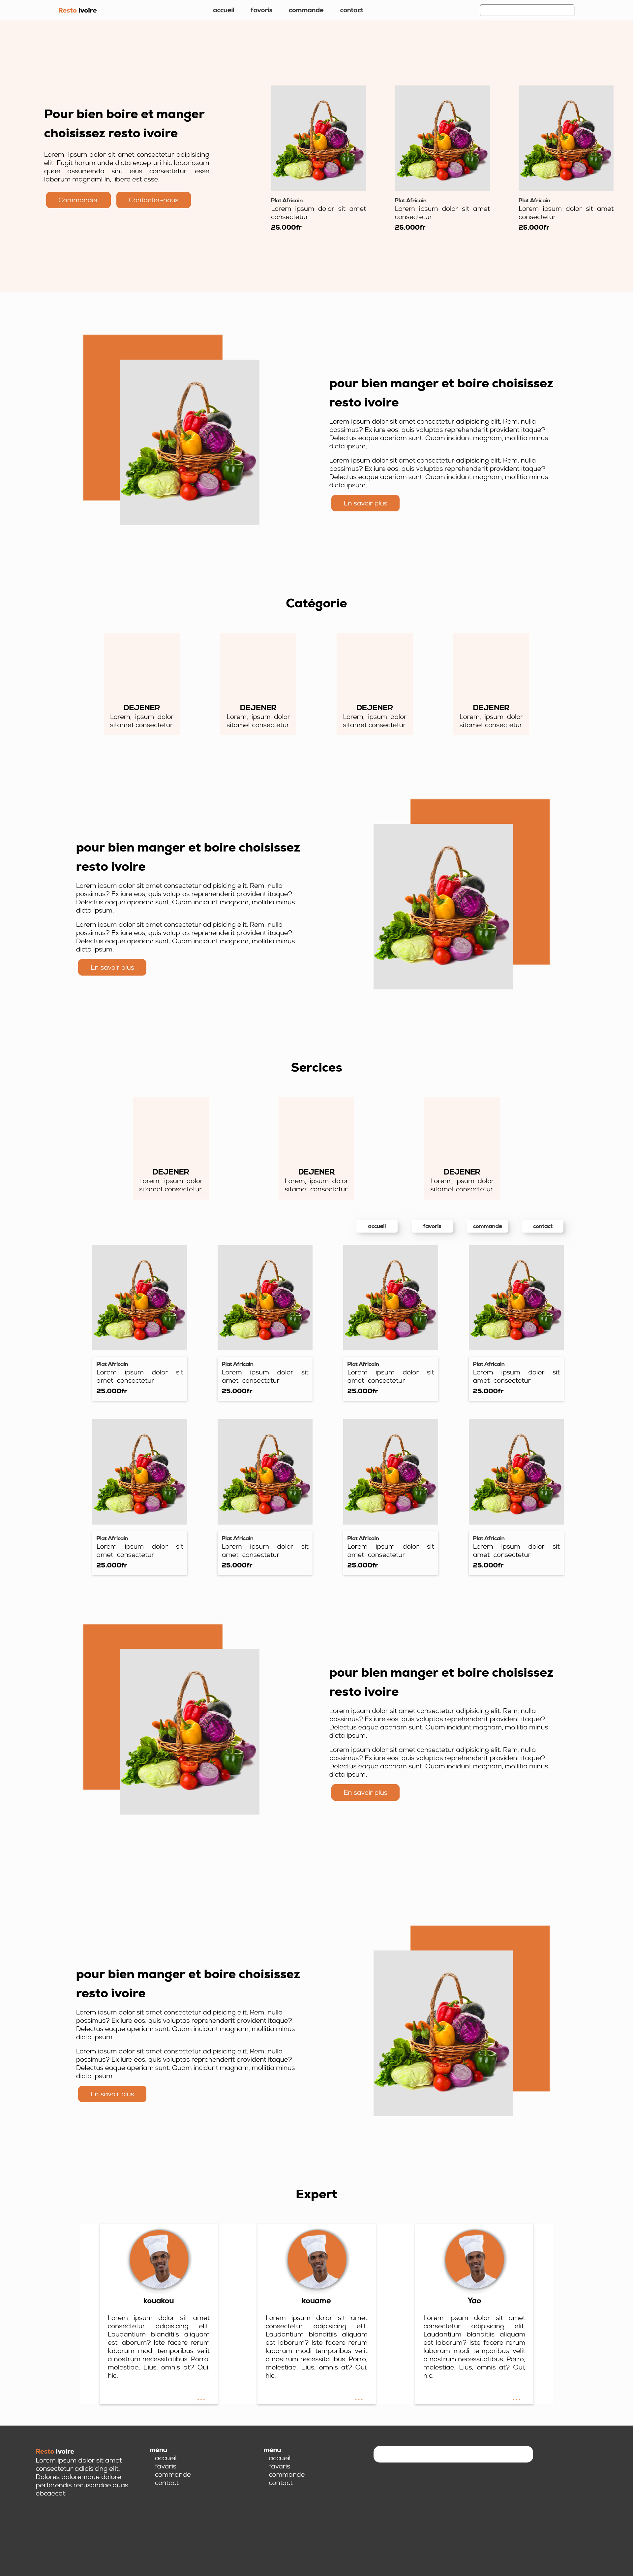 Resto Ivoire accueil favoris commande contact
Pour bien boire et manger
choisissez resto ivoire
Lorem, ipsum dolor sit amet consectetur adipisicing
elit. Fugit harum unde dicta excepturi hic laboriosam
quae assumenda sint eius consectetur, esse
laborum magnam! In, libero est esse.
Commander Contacter-nous
Plat Africain
Lorem ipsum dolor sit amet
consectetur
25.000fr
Plat Africain
Lorem ipsum dolor sit amet
consectetur
25.000fr
Plat Africain
Lorem ipsum dolor sit amet
consectetur
25.000fr
pour bien manger et boire choisissez
resto ivoire
Lorem ipsum dolor sit amet consectetur adipisicing elit. Rem, nulla
possimus? Ex iure eos, quis voluptas reprehenderit provident itaque?
Delectus eaque aperiam sunt. Quam incidunt magnam, mollitia minus
dicta ipsum.
Lorem ipsum dolor sit amet consectetur adipisicing elit. Rem, nulla
possimus? Ex iure eos, quis voluptas reprehenderit provident itaque?
Delectus eaque aperiam sunt. Quam incidunt magnam, mollitia minus
dicta ipsum.
En savoir plus
Catégorie
DEJENER
Lorem, ipsum dolor
sitamet consectetur
DEJENER
Lorem, ipsum dolor
sitamet consectetur
DEJENER
Lorem, ipsum dolor
sitamet consectetur
DEJENER
Lorem, ipsum dolor
sitamet consectetur
pour bien manger et boire choisissez
resto ivoire
Lorem ipsum dolor sit amet consectetur adipisicing elit. Rem, nulla
possimus? Ex iure eos, quis voluptas reprehenderit provident itaque?
Delectus eaque aperiam sunt. Quam incidunt magnam, mollitia minus
dicta ipsum.
Lorem ipsum dolor sit amet consectetur adipisicing elit. Rem, nulla
possimus? Ex iure eos, quis voluptas reprehenderit provident itaque?
Delectus eaque aperiam sunt. Quam incidunt magnam, mollitia minus
dicta ipsum.
En savoir plus
Sercices
DEJENER
Lorem, ipsum dolor
sitamet consectetur
DEJENER
Lorem, ipsum dolor
sitamet consectetur
DEJENER
Lorem, ipsum dolor
sitamet consectetur
accueil favoris commande contact
Plat Africain
Lorem ipsum dolor sit
amet consectetur
25.000fr
Plat Africain
Lorem ipsum dolor sit
amet consectetur
25.000fr
Plat Africain
Lorem ipsum dolor sit
amet consectetur
25.000fr
Plat Africain
Lorem ipsum dolor sit
amet consectetur
25.000fr
Plat Africain
Lorem ipsum dolor sit
amet consectetur
25.000fr
Plat Africain
Lorem ipsum dolor sit
amet consectetur
25.000fr
Plat Africain
Lorem ipsum dolor sit
amet consectetur
25.000fr
Plat Africain
Lorem ipsum dolor sit
amet consectetur
25.000fr
pour bien manger et boire choisissez
resto ivoire
Lorem ipsum dolor sit amet consectetur adipisicing elit. Rem, nulla
possimus? Ex iure eos, quis voluptas reprehenderit provident itaque?
Delectus eaque aperiam sunt. Quam incidunt magnam, mollitia minus
dicta ipsum.
Lorem ipsum dolor sit amet consectetur adipisicing elit. Rem, nulla
possimus? Ex iure eos, quis voluptas reprehenderit provident itaque?
Delectus eaque aperiam sunt. Quam incidunt magnam, mollitia minus
dicta ipsum.
En savoir plus
pour bien manger et boire choisissez
resto ivoire
Lorem ipsum dolor sit amet consectetur adipisicing elit. Rem, nulla
possimus? Ex iure eos, quis voluptas reprehenderit provident itaque?
Delectus eaque aperiam sunt. Quam incidunt magnam, mollitia minus
dicta ipsum.
Lorem ipsum dolor sit amet consectetur adipisicing elit. Rem, nulla
possimus? Ex iure eos, quis voluptas reprehenderit provident itaque?
Delectus eaque aperiam sunt. Quam incidunt magnam, mollitia minus
dicta ipsum.
En savoir plus
Expert
kouakou
Lorem ipsum dolor sit amet
consectetur adipisicing elit.
Laudantium blanditiis aliquam
est laborum? Iste facere rerum
laborum modi temporibus velit
a nostrum necessitatibus. Porro,
molestiae. Eius, omnis at? Qui,
hic.
...
kouame
Lorem ipsum dolor sit amet
consectetur adipisicing elit.
Laudantium blanditiis aliquam
est laborum? Iste facere rerum
laborum modi temporibus velit
a nostrum necessitatibus. Porro,
molestiae. Eius, omnis at? Qui,
hic.
...
Yao
Lorem ipsum dolor sit amet
consectetur adipisicing elit.
Laudantium blanditiis aliquam
est laborum? Iste facere rerum
laborum modi temporibus velit
a nostrum necessitatibus. Porro,
molestiae. Eius, omnis at? Qui,
hic.
...
Resto Ivoire
Lorem ipsum dolor sit amet
consectetur adipisicing elit.
Dolores doloremque dolore
perferendis recusandae quas
obcaecati
menu
accueil
favaris
commande
contact
menu
accueil
favaris
commande
contact